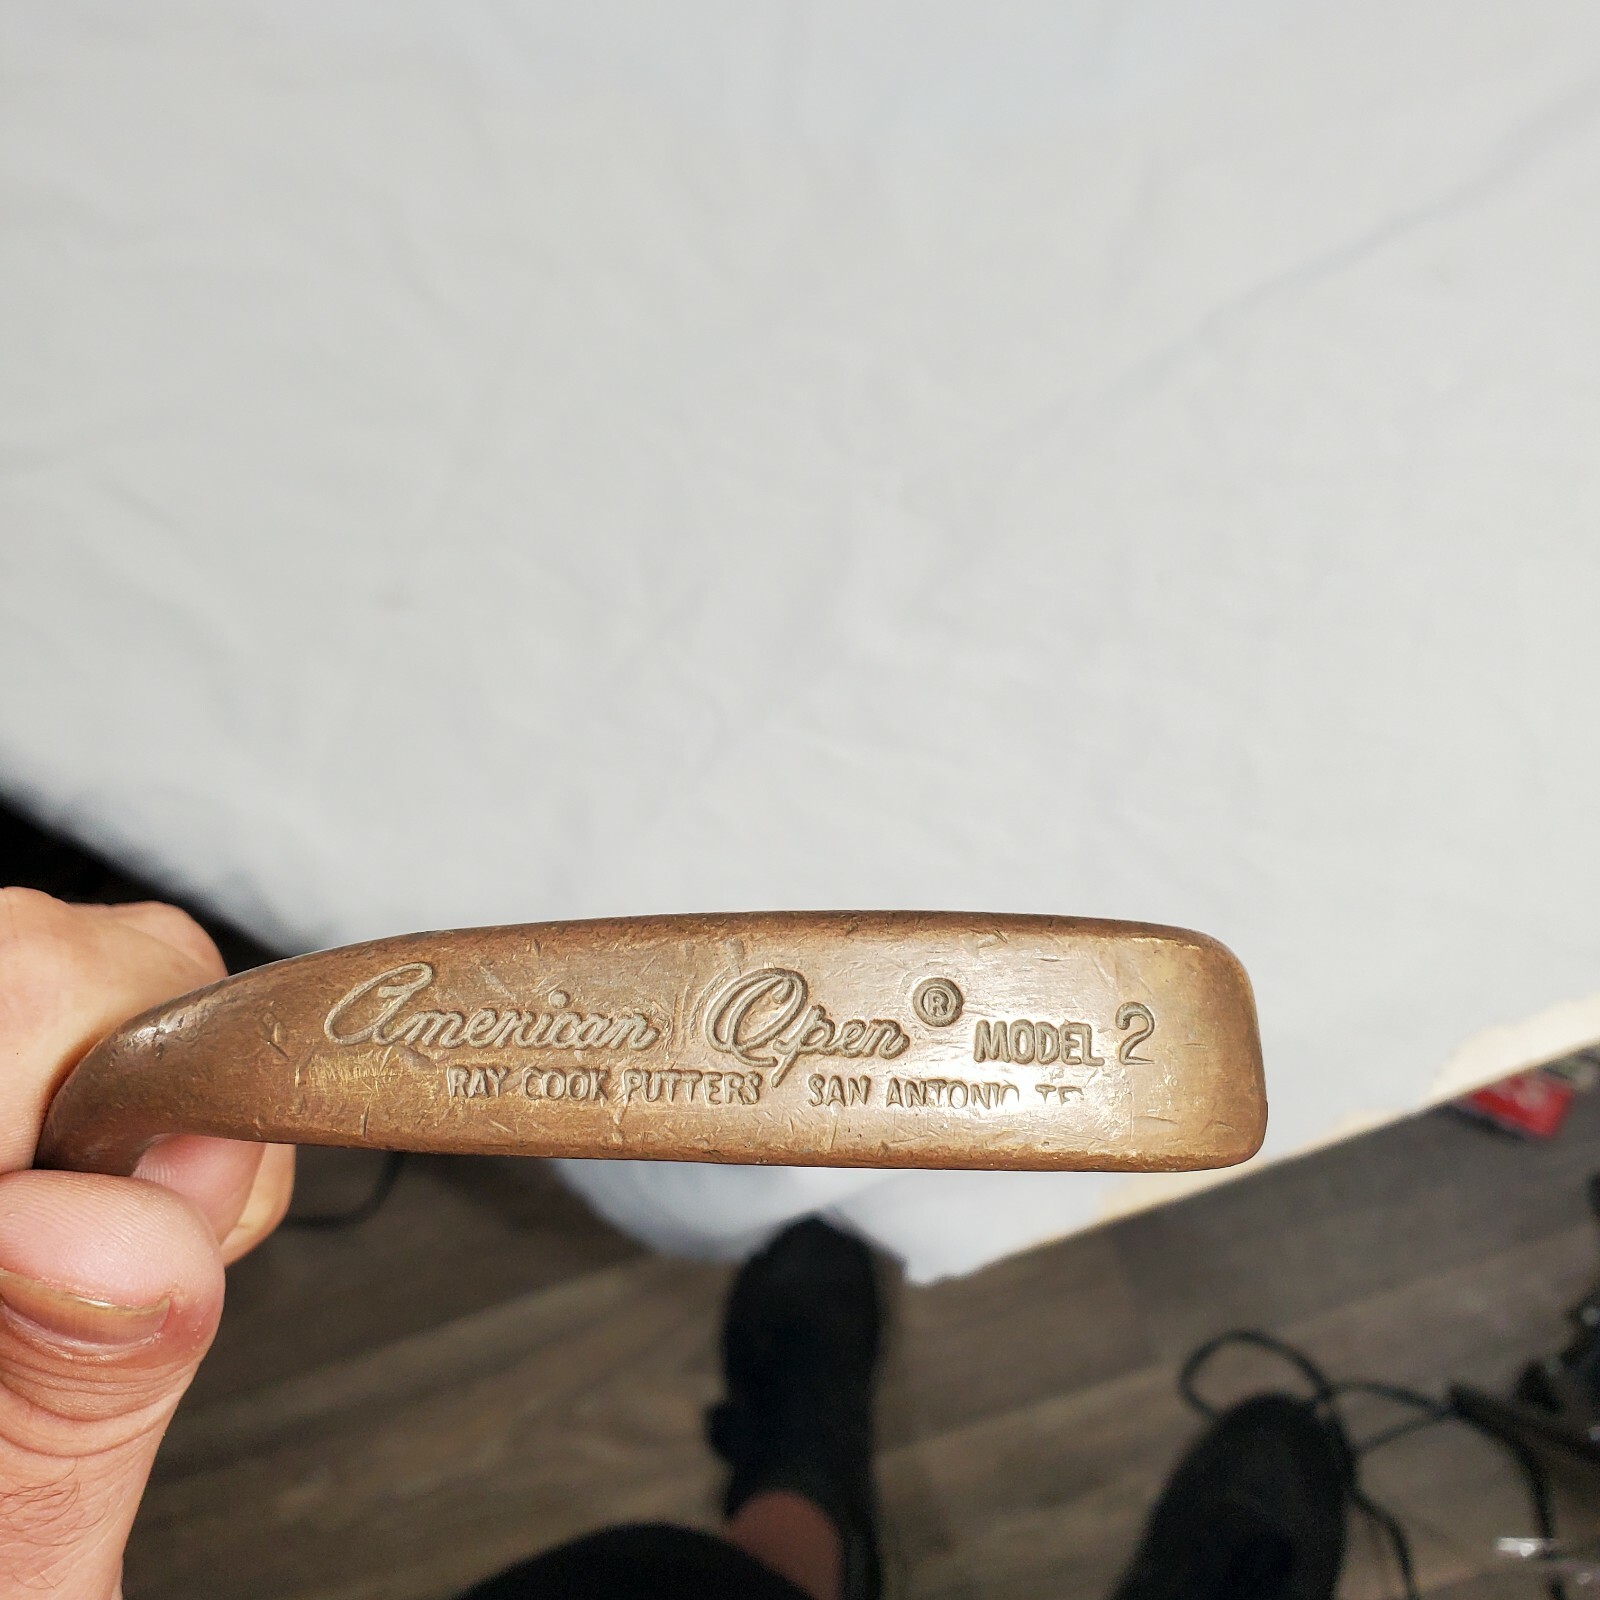 American Open ® MODEL 2
RAY COOK PUTTERS SAN ANTONIO